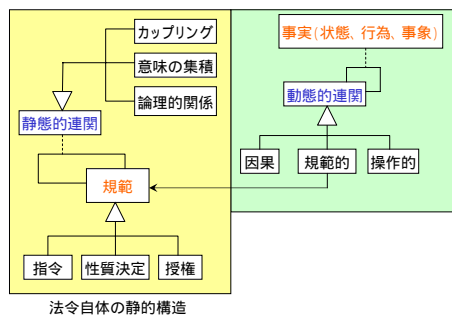 カップリング
意味の集積
論理的関係
静態的連関
規範
指令
性質決定
授権
事実(状態、行為、事象)
動態的連関
因果
規範的
操作的
法令自体の静的構造